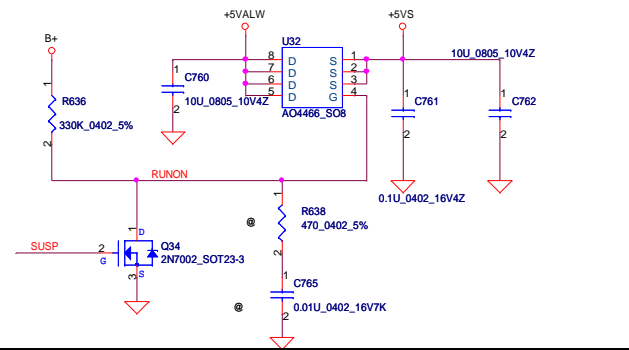 +5VALW
+5VS
B+
U32
8 D S 1
7 D S 2
6 D S 3
5 D G 4
AO4466_SO8
1
C760
2
10U_0805_10V4Z
10U_0805_10V4Z
1
C761
2
0.1U_0402_16V4Z
1
C762
2
1
R636
330K_0402_5%
2
RUNON
1
@
R638
470_0402_5%
2
1
D
SUSP
2
G
Q34
2N7002_SOT23-3
S
3
1
C765
@
0.01U_0402_16V7K
2